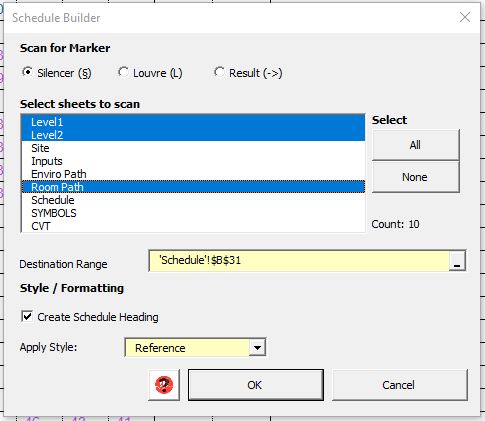 Schedule Builder
Scan for Marker
Silencer (§)
Louvre (L)
Result (->)
Select sheets to scan
Level1
Level2
Site
Inputs
Enviro Path
Room Path
Schedule
SYMBOLS
CVT
Select
All
None
Count: 10
Destination Range
'Schedule'!$B$31
Style / Formatting
Create Schedule Heading
Apply Style:
Reference
OK
Cancel